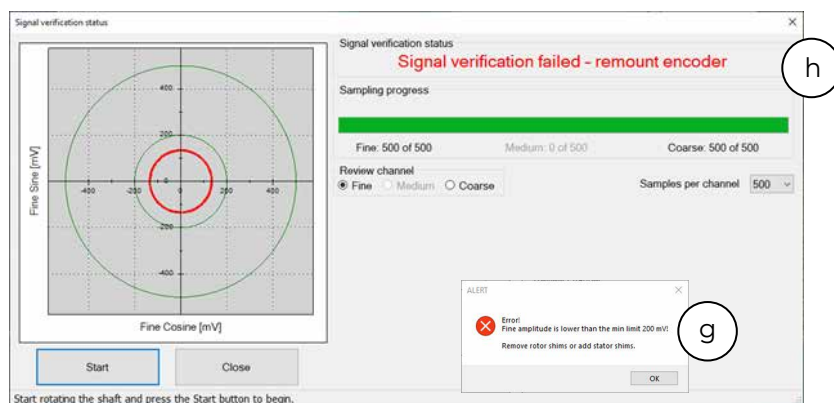 Signal verification status
Signal verification status
Signal verification failed - remount encoder
h
Sampling progress
Fine: 500 of 500 Medium: 0 of 500 Coarse: 500 of 500
Review channel
Fine Medium Coarse
Samples per channel 500
Fine Sine [mV]
400
200
-400 -200 0 200 400
0
-200
-400
Fine Cosine [mV]
ALERT
Error!
Fine amplitude is lower than the min limit 200 mV!
Remove rotor shims or add stator shims.
OK
g
Start Close
Start rotating the shaft and press the Start button to begin.